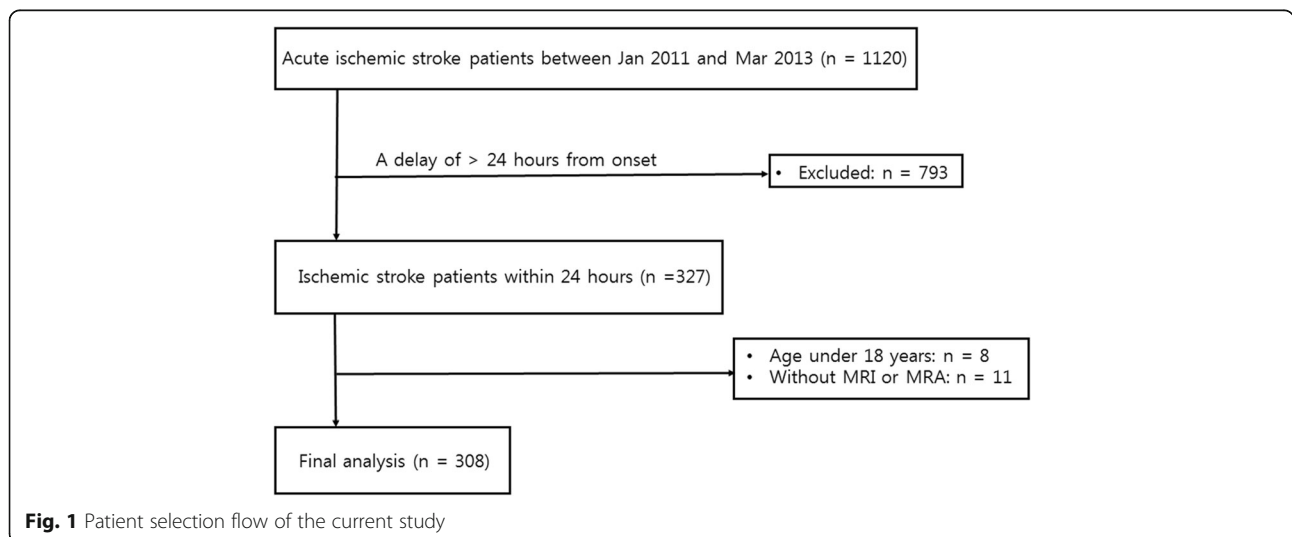 Acute ischemic stroke patients between Jan 2011 and Mar 2013 (n = 1120)
A delay of > 24 hours from onset
• Excluded: n = 793
Ischemic stroke patients within 24 hours (n =327)
• Age under 18 years: n = 8
• Without MRI or MRA: n = 11
Final analysis (n = 308)
Fig. 1 Patient selection flow of the current study